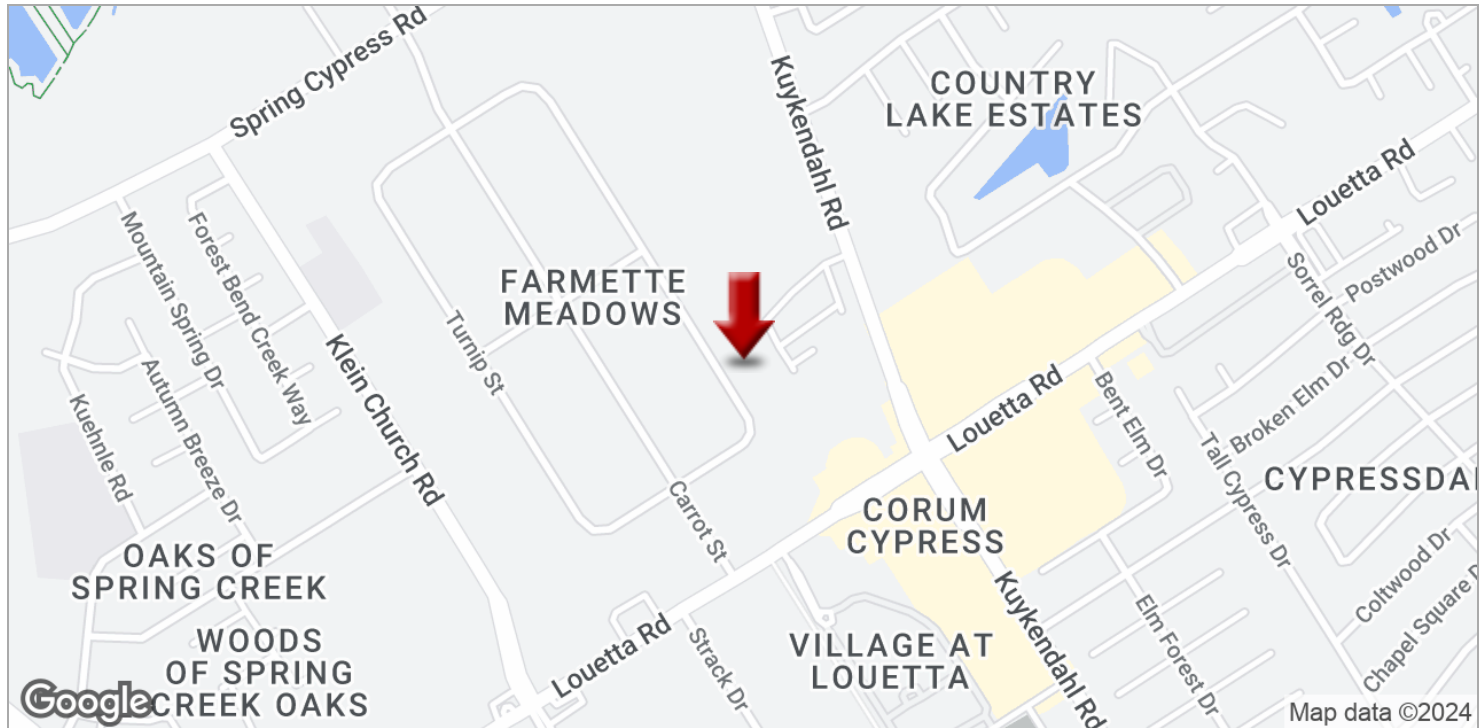 Spring Cypress Rd
Kuykendahl Rd
COUNTRY
LAKE ESTATES
Louetta Rd
Mountain Spring Dr
Forest Bend Creek Way
Postwood Dr
Sorrel Rdg Dr
FARMETTE
MEADOWS
Turnip St
Klein Church Rd
Autumn Breeze Dr
Kuehnle Rd
Broken Elm Dr
Bent Elm Dr
Louetta Rd
Tall Cypress Dr
CYPRESSDA
Carrot St
CORUM
CYPRESS
OAKS OF
SPRING CREEK
Coltwood Dr
Chapel Square D
Kuykendahl Rd
Elm Forest Dr
WOODS
OF SPRING
CREEK OAKS
Louetta Rd
Strack Dr
VILLAGE AT
LOUETTA
Google
Map data ©2024